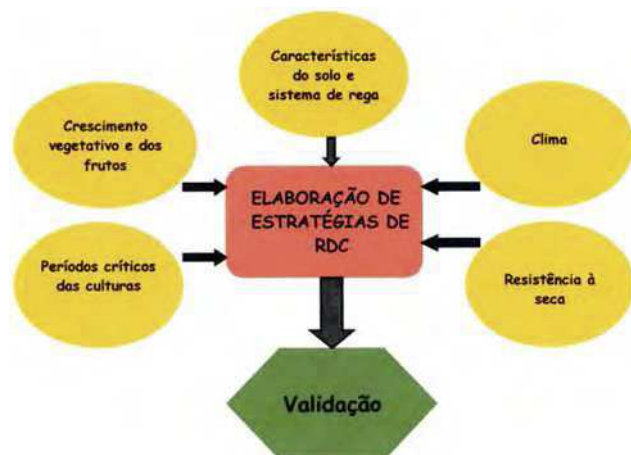 Características
do solo e
sistema de rega
Crescimento
vegetativo e dos
frutos
Clima
ELABORAÇÃO DE
ESTRATÉGIAS DE
RDC
Períodos críticos
das culturas
Resistência à
seca
Validação